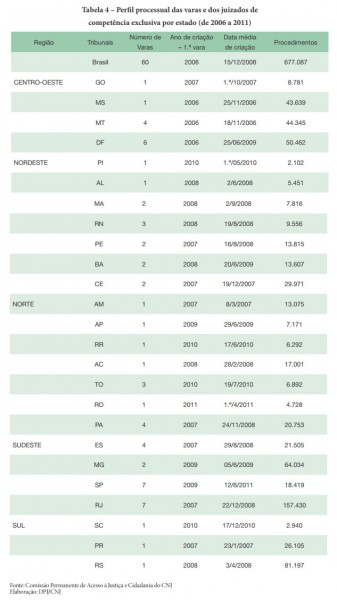 Tabela 4 – Perfil processual das varas e dos juizados de
competência exclusiva por estado (de 2006 a 2011)
Região Tribunais Número de Varas Ano de criação – 1.ª vara Data média de criação Procedimentos
Brasil 60 2006 15/12/2008 677.087
CENTRO-OESTE GO 1 2007 1.º/10/2007 8.781
MS 1 2006 25/11/2006 43.639
MT 4 2006 18/11/2006 44.345
DF 6 2006 25/06/2009 50.462
NORDESTE PI 1 2010 1.º/05/2010 2.102
AL 1 2008 2/6/2008 5.451
MA 2 2008 2/9/2008 7.816
RN 3 2008 19/8/2008 9.556
PE 2 2007 16/8/2008 13.815
BA 2 2008 20/6/2009 13.607
CE 2 2007 19/12/2007 29.971
NORTE AM 1 2007 8/3/2007 13.075
AP 1 2009 29/6/2009 7.171
RR 1 2010 17/6/2010 6.292
AC 1 2008 28/2/2008 17.001
TO 3 2010 19/7/2010 6.892
RO 1 2011 1.º/4/2011 4.728
PA 4 2007 24/11/2008 20.753
SUDESTE ES 4 2007 29/8/2008 21.505
MG 2 2009 05/6/2009 64.034
SP 7 2009 12/6/2011 18.419
RJ 7 2007 22/12/2008 157.430
SUL SC 1 2010 17/12/2010 2.940
PR 1 2007 23/1/2007 26.105
RS 1 2008 3/4/2008 81.197
Fonte: Comissão Permanente de Acesso à Justiça e Cidadania do CNJ
Elaboração: DPJ/CNJ